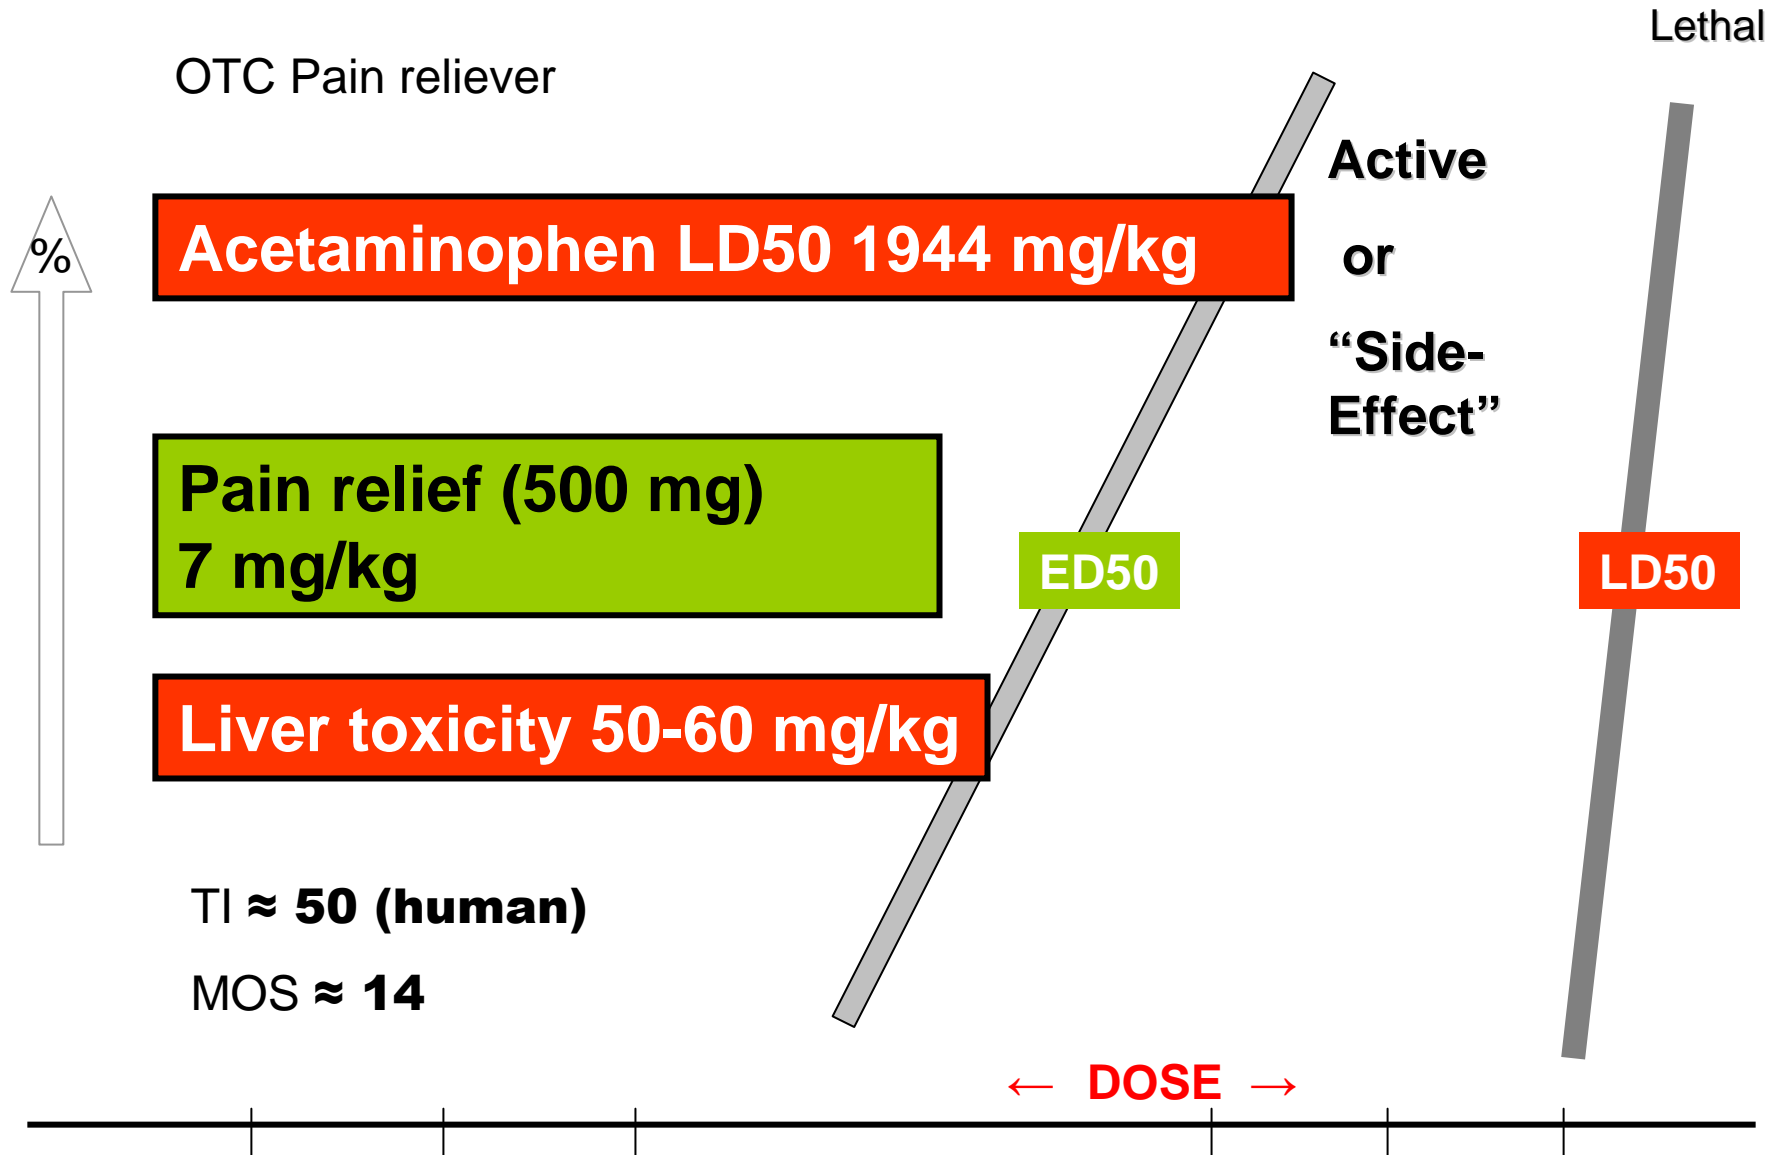 Lethal
OTC Pain reliever
Active
or
“Side-
Effect”
%
Acetaminophen LD50 1944 mg/kg
Pain relief (500 mg)
7 mg/kg
ED50
LD50
Liver toxicity 50-60 mg/kg
TI ≈ 50 (human)
MOS ≈ 14
← DOSE →